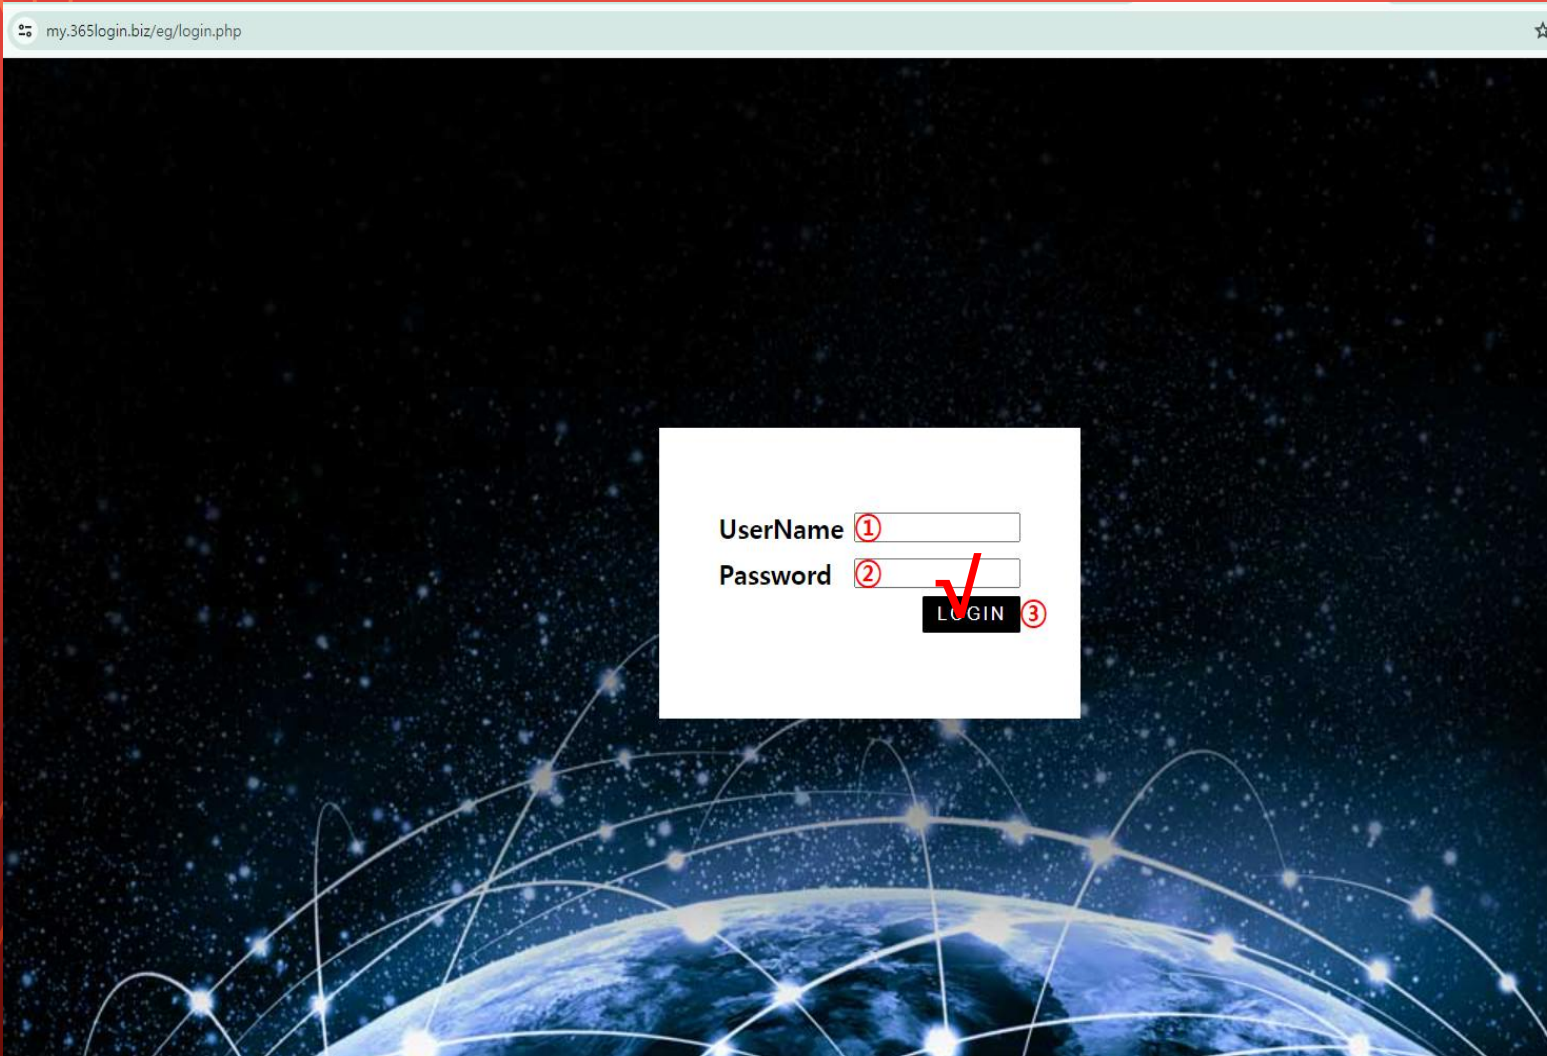 my.365login.biz/eg/login.php
UserName ①
Password ②
LOGIN ③
√